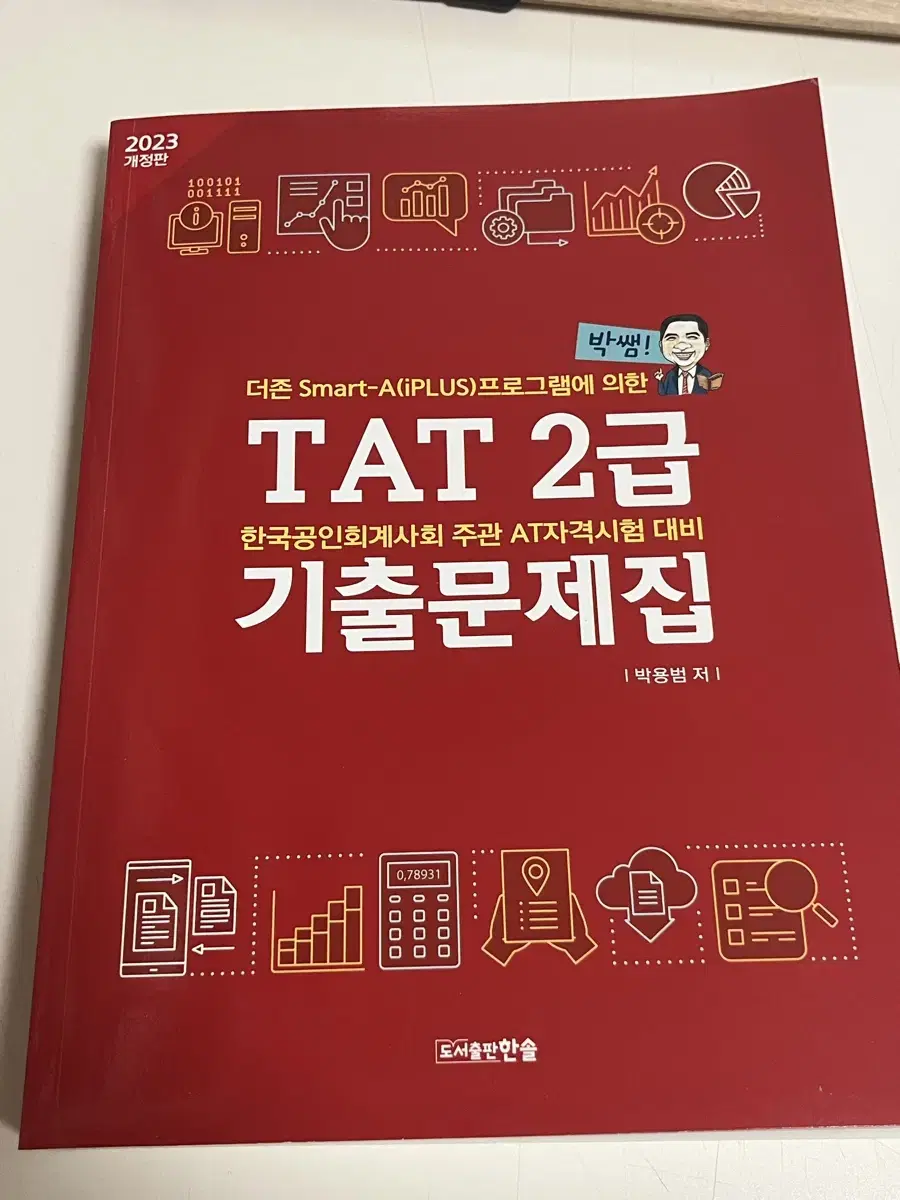 2023
개정판
100101
001111
박쌤!
더존 Smart-A(iPLUS)프로그램에 의한
TAT 2급
한국공인회계사회 주관 AT자격시험 대비
기출문제집
| 박용범 저 |
0,78931
도서출판한솔